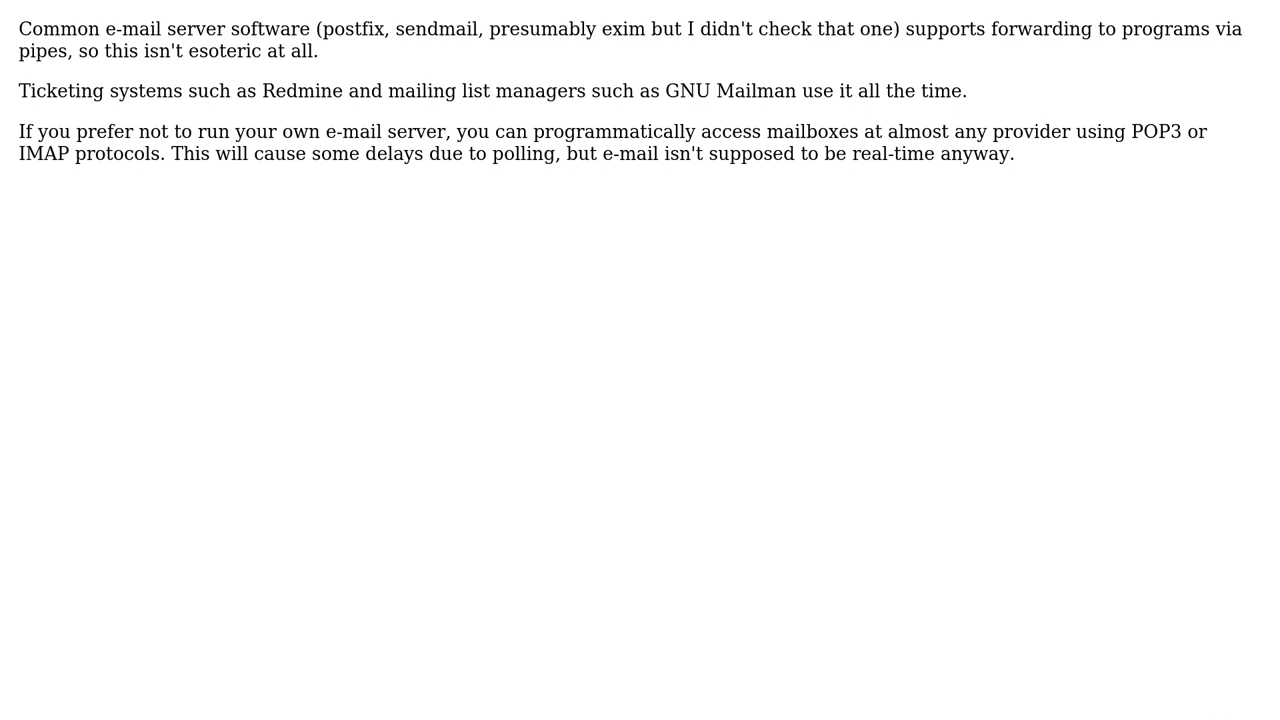 Common e-mail server software (postfix, sendmail, presumably exim but I didn't check that one) supports forwarding to programs via
pipes, so this isn't esoteric at all.
Ticketing systems such as Redmine and mailing list managers such as GNU Mailman use it all the time.
If you prefer not to run your own e-mail server, you can programmatically access mailboxes at almost any provider using POP3 or
IMAP protocols. This will cause some delays due to polling, but e-mail isn't supposed to be real-time anyway.